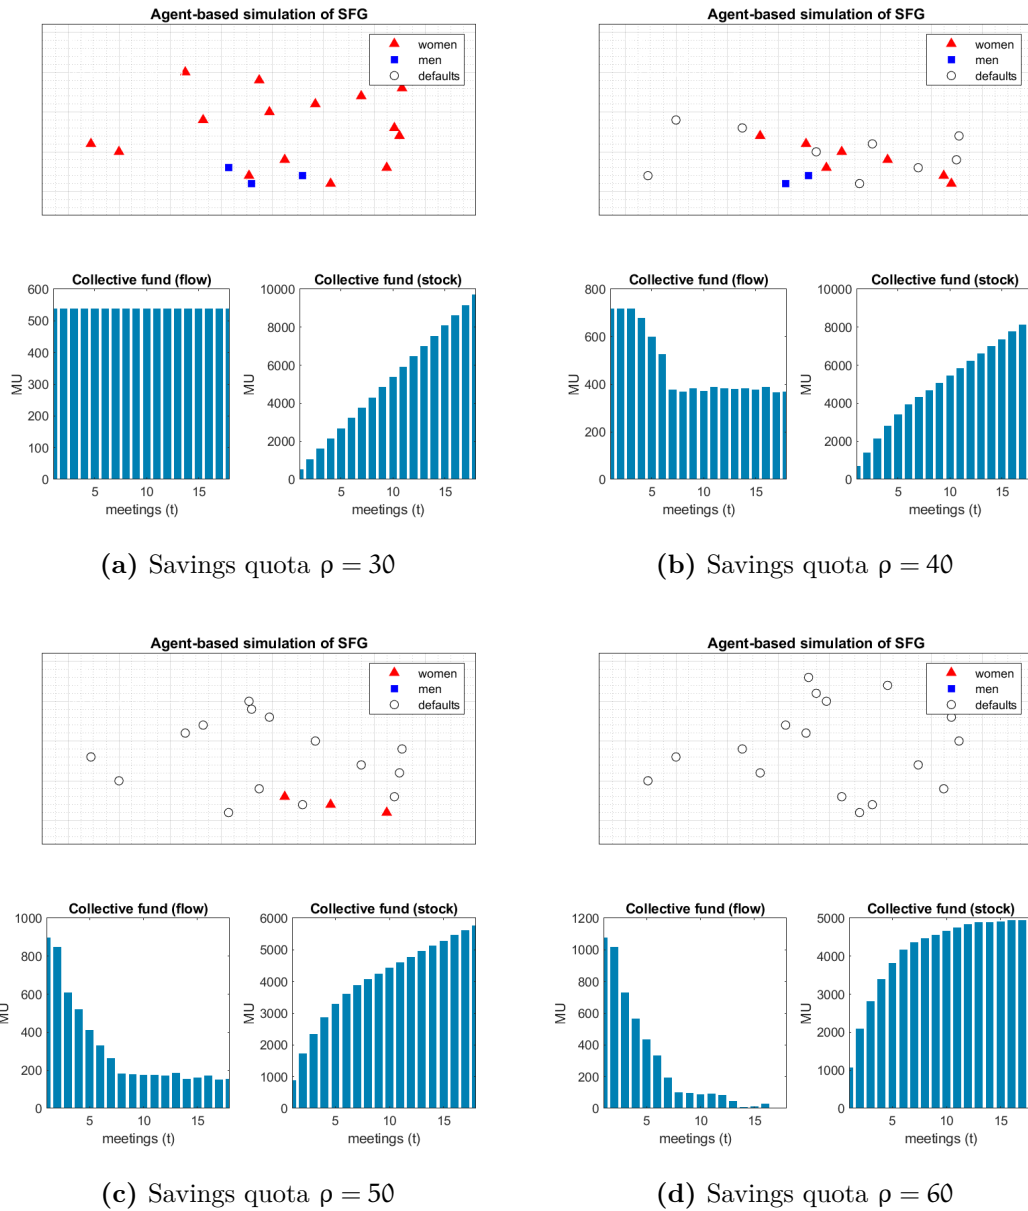 Agent-based simulation of SFG
women
men
defaults
Collective fund (flow)
600
500
400
300
200
100
0
MU
5 10 15
meetings (t)
Collective fund (stock)
10000
8000
6000
4000
2000
0
MU
5 10 15
meetings (t)
(a) Savings quota ρ = 30
Agent-based simulation of SFG
women
men
defaults
Collective fund (flow)
800
600
400
200
0
MU
5 10 15
meetings (t)
Collective fund (stock)
10000
8000
6000
4000
2000
0
MU
5 10 15
meetings (t)
(b) Savings quota ρ = 40
Agent-based simulation of SFG
women
men
defaults
Collective fund (flow)
1000
800
600
400
200
0
MU
5 10 15
meetings (t)
Collective fund (stock)
6000
5000
4000
3000
2000
1000
0
MU
5 10 15
meetings (t)
(c) Savings quota ρ = 50
Agent-based simulation of SFG
women
men
defaults
Collective fund (flow)
1200
1000
800
600
400
200
0
MU
5 10 15
meetings (t)
Collective fund (stock)
5000
4000
3000
2000
1000
0
MU
5 10 15
meetings (t)
(d) Savings quota ρ = 60